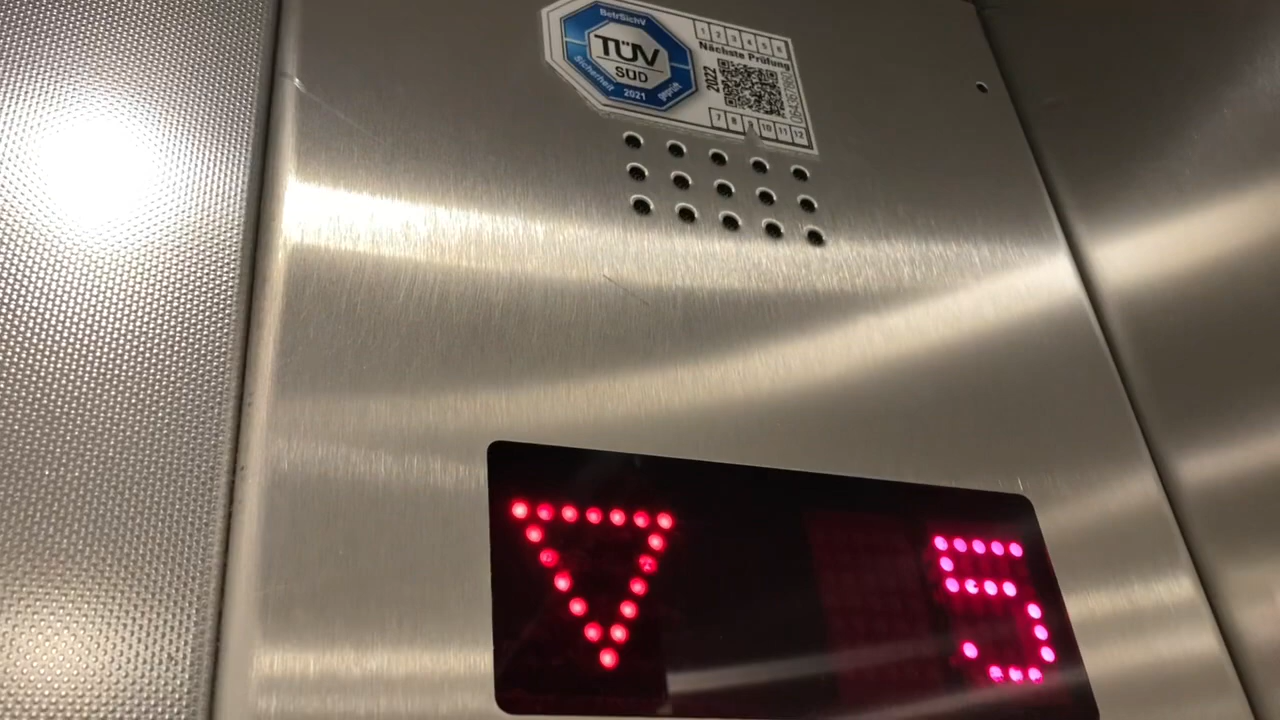 BetrSichV
TÜV
SÜD
Sicherheit 2021 geprüft
1 2 3 4 5 6
Nächste Prüfung
2022
7 8 9 10 11 12
5